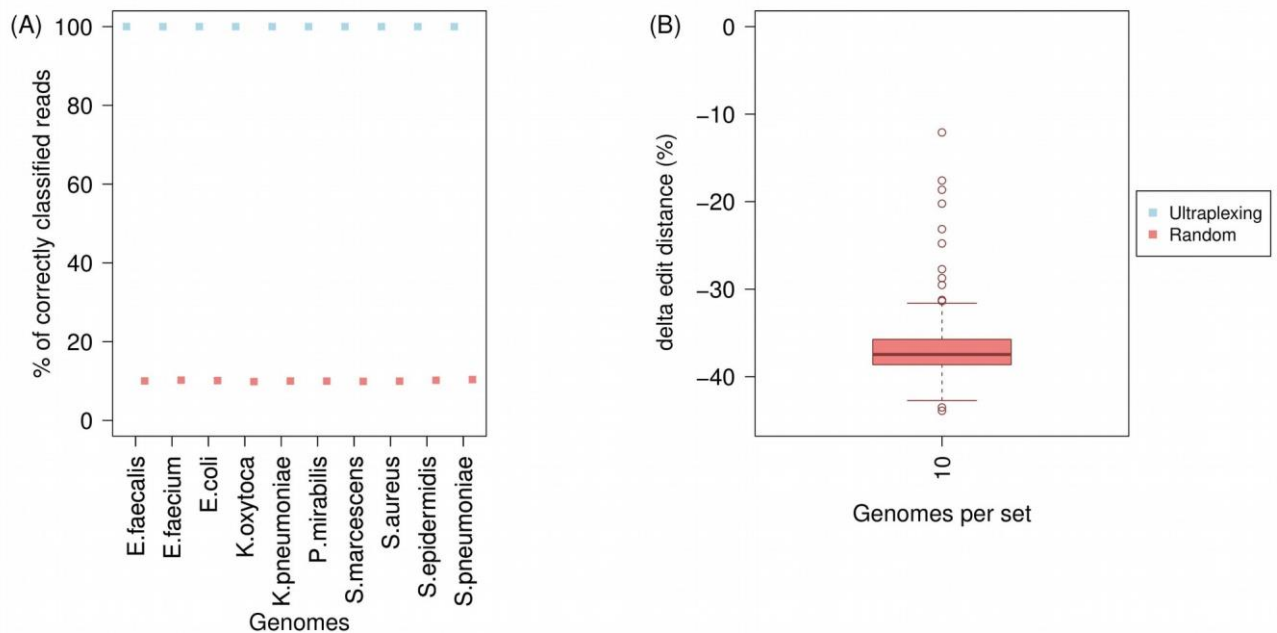 (A)
% of correctly classified reads
100
80
60
40
20
0
E.faecalis
E.faecium
E.coli
K.oxytoca
K.pneumoniae
P.mirabilis
S.marcescens
S.aureus
S.epidermidis
S.pneumoniae
Genomes
(B)
delta edit distance (%)
0
−10
−20
−30
−40
10
Genomes per set
Ultraplexing
Random